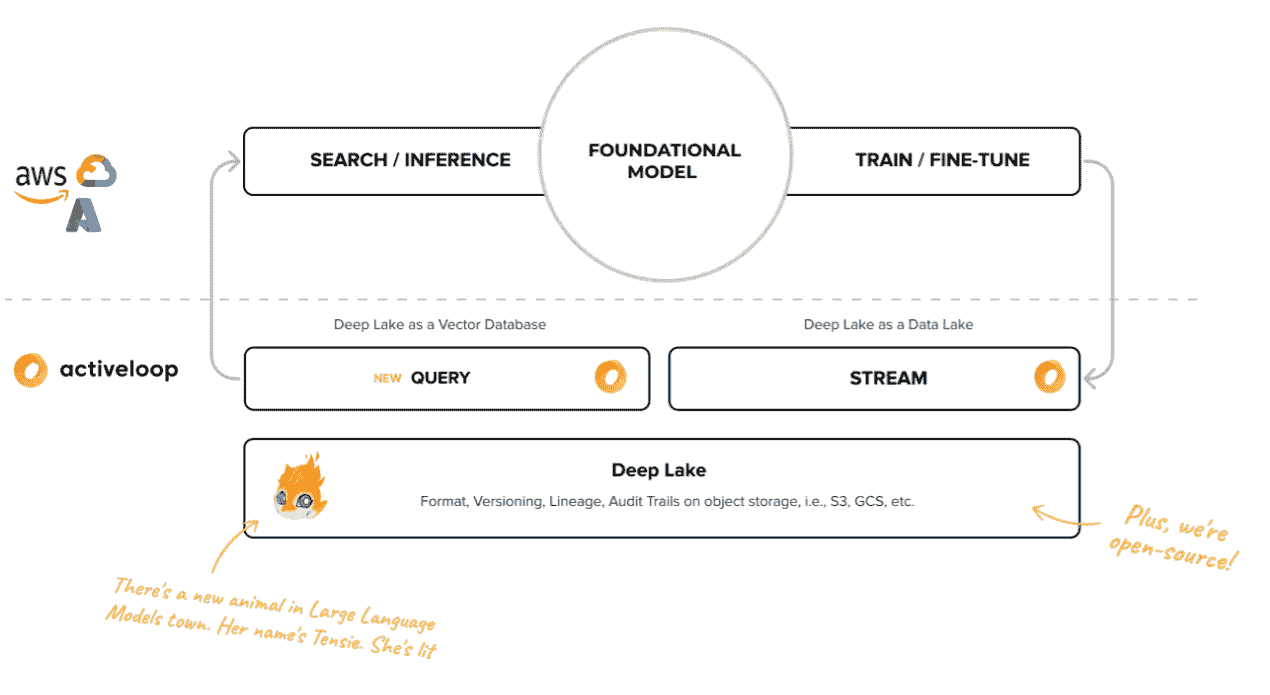 aws
SEARCH / INFERENCE
FOUNDATIONAL
MODEL
TRAIN / FINE-TUNE
Deep Lake as a Vector Database
Deep Lake as a Data Lake
activeloop
NEW QUERY
STREAM
Deep Lake
Format, Versioning, Lineage, Audit Trails on object storage, i.e., S3, GCS, etc.
Plus, we're
open-source!
There's a new animal in Large Language
Models town. Her name's Tensie. She's lit